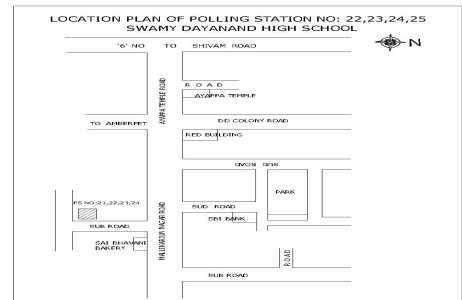 LOCATION PLAN OF POLLING STATION NO: 22,23,24,25
SWAMY DAYANAND HIGH SCHOOL
'6' NO TO SHIVAM ROAD
N
ROAD
AYAPPA TEMPLE
AYAPPA TEMPLE ROAD
TO AMBERPET
DD COLONY ROAD
RED BUILDING
SUB ROAD
PARK
PS NO:21,22,23,24
SUD ROAD
SBI BANK
MALLIKARJUN NAGAR ROAD
SUB ROAD
SAI BHAVANI
BAKERY
ROAD
SUB ROAD